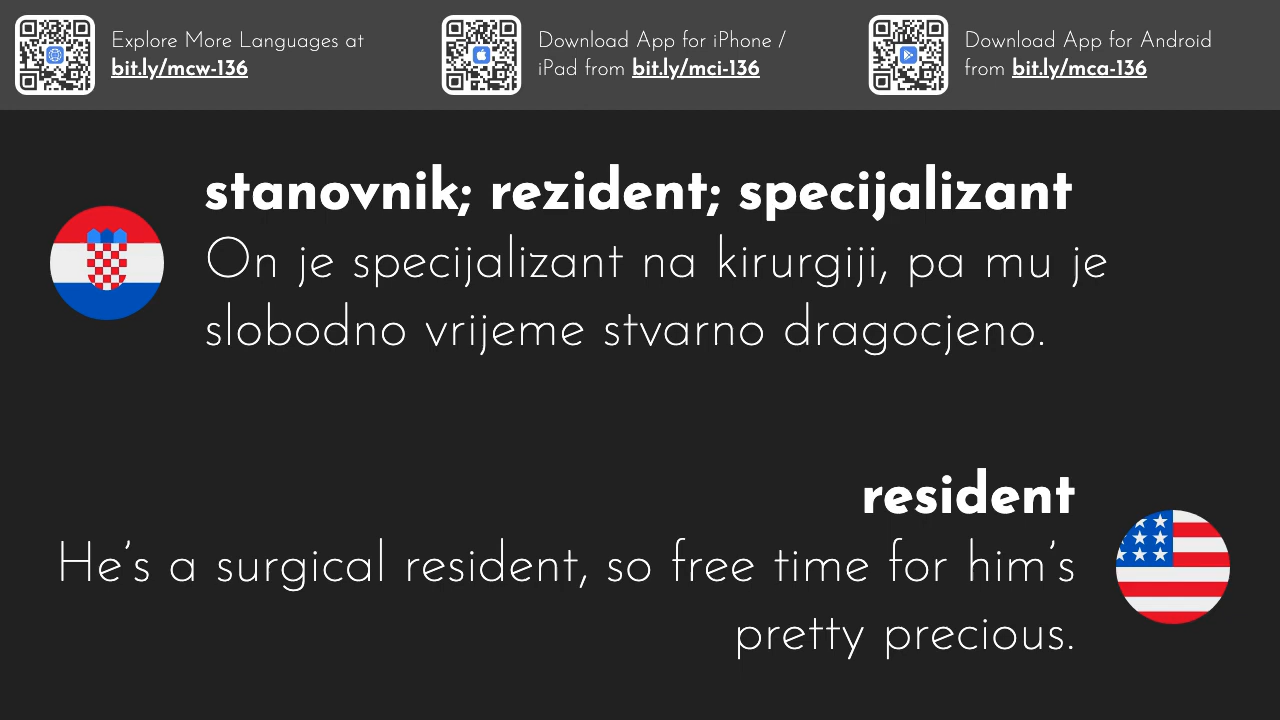 Explore More Languages at
bit.ly/mcw-136
Download App for iPhone /
iPad from bit.ly/mci-136
Download App for Android
from bit.ly/mca-136
stanovnik; rezident; specijalizant
On je specijalizant na kirurgiji, pa mu je
slobodno vrijeme stvarno dragocjeno.
resident
He’s a surgical resident, so free time for him’s
pretty precious.